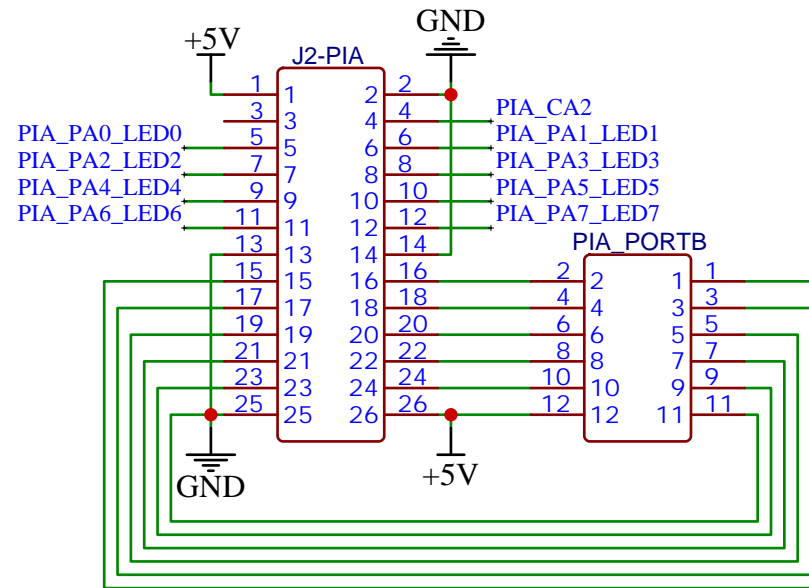 GND
+5V
J2-PIA
1 1 2 2
3 3 4 4 PIA_CA2
PIA_PA0_LED0 5 5 6 6 PIA_PA1_LED1
PIA_PA2_LED2 7 7 8 8 PIA_PA3_LED3
PIA_PA4_LED4 9 9 10 10 PIA_PA5_LED5
PIA_PA6_LED6 11 11 12 12 PIA_PA7_LED7
13 13 14 14
PIA_PORTB
15 15 16 16 2 2 1 1
17 17 18 18 4 4 3 3
19 19 20 20 6 6 5 5
21 21 22 22 8 8 7 7
23 23 24 24 10 10 9 9
25 25 26 26 12 12 11 11
GND
+5V